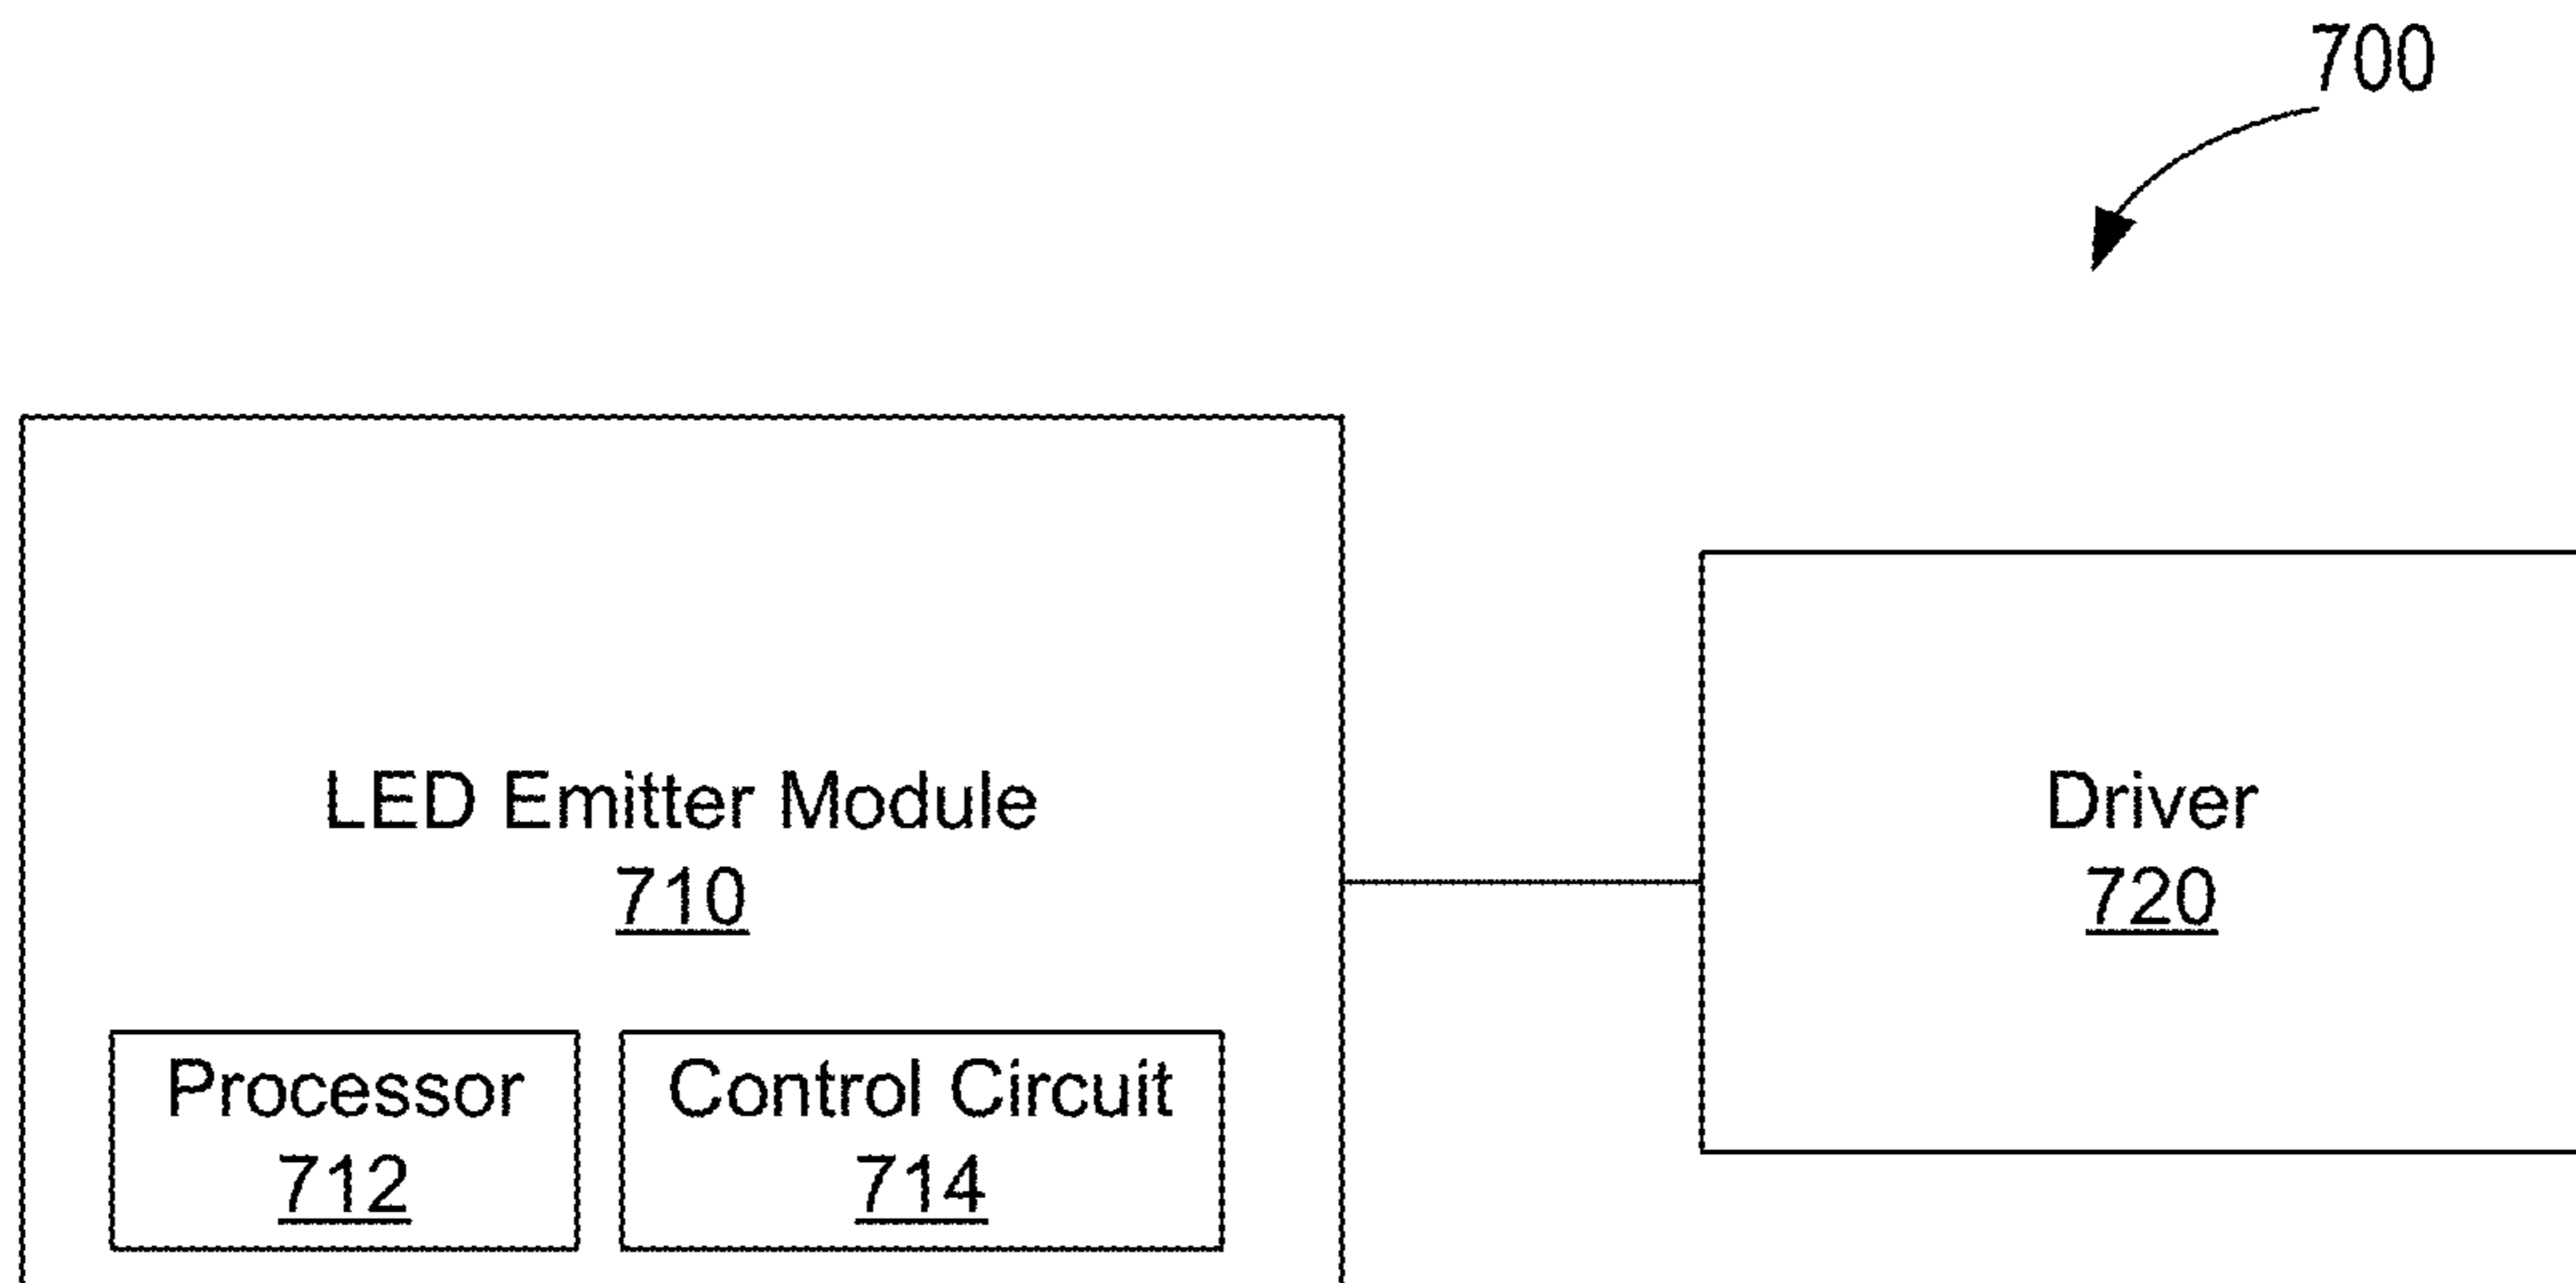 700
LED Emitter Module
710
Driver
720
Processor
712
Control Circuit
714